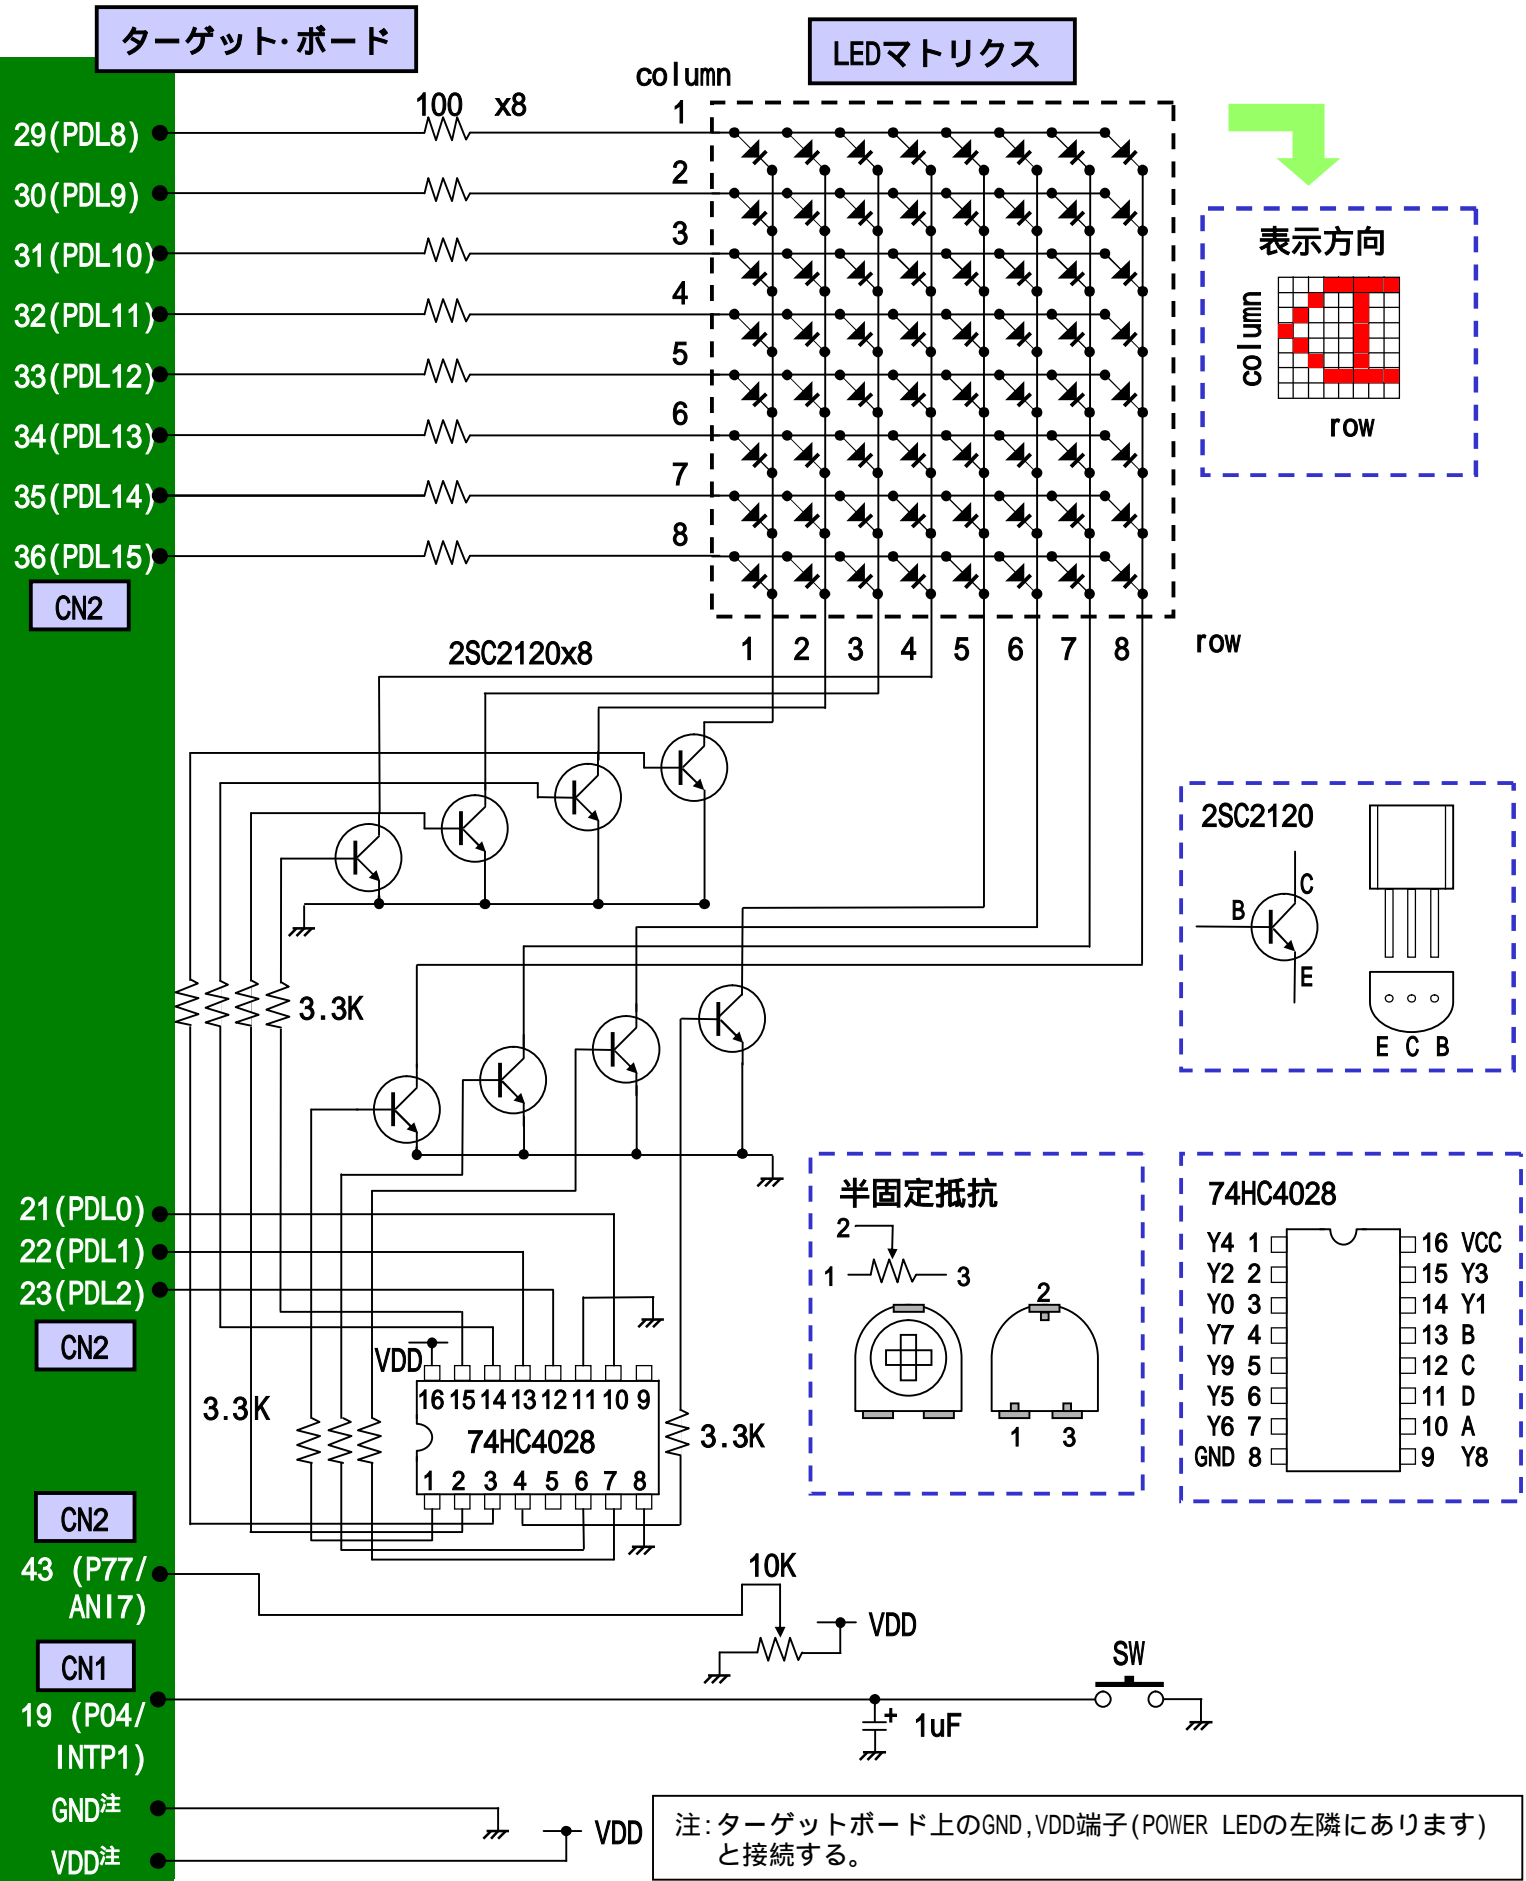 ターゲット・ボード
LEDマトリクス
column
100 x8
29(PDL8)
1
30(PDL9)
2
31(PDL10)
3
32(PDL11)
4
33(PDL12)
5
34(PDL13)
6
35(PDL14)
7
36(PDL15)
8
CN2
表示方向
column
row
1 2 3 4 5 6 7 8
row
2SC2120x8
2SC2120
C
B
E
E C B
3.3K
21(PDL0)
22(PDL1)
23(PDL2)
CN2
VDD
16 15 14 13 12 11 10 9
74HC4028
1 2 3 4 5 6 7 8
3.3K
3.3K
半固定抵抗
2
1 3
2
1 3
74HC4028
Y4 1 16 VCC
Y2 2 15 Y3
Y0 3 14 Y1
Y7 4 13 B
Y9 5 12 C
Y5 6 11 D
Y6 7 10 A
GND 8 9 Y8
CN2
43 (P77/
ANI7)
10K
VDD
CN1
19 (P04/
INTP1)
SW
+ 1uF
GND注
VDD注
VDD
注:ターゲットボード上のGND,VDD端子(POWER LEDの左隣にあります)
と接続する。